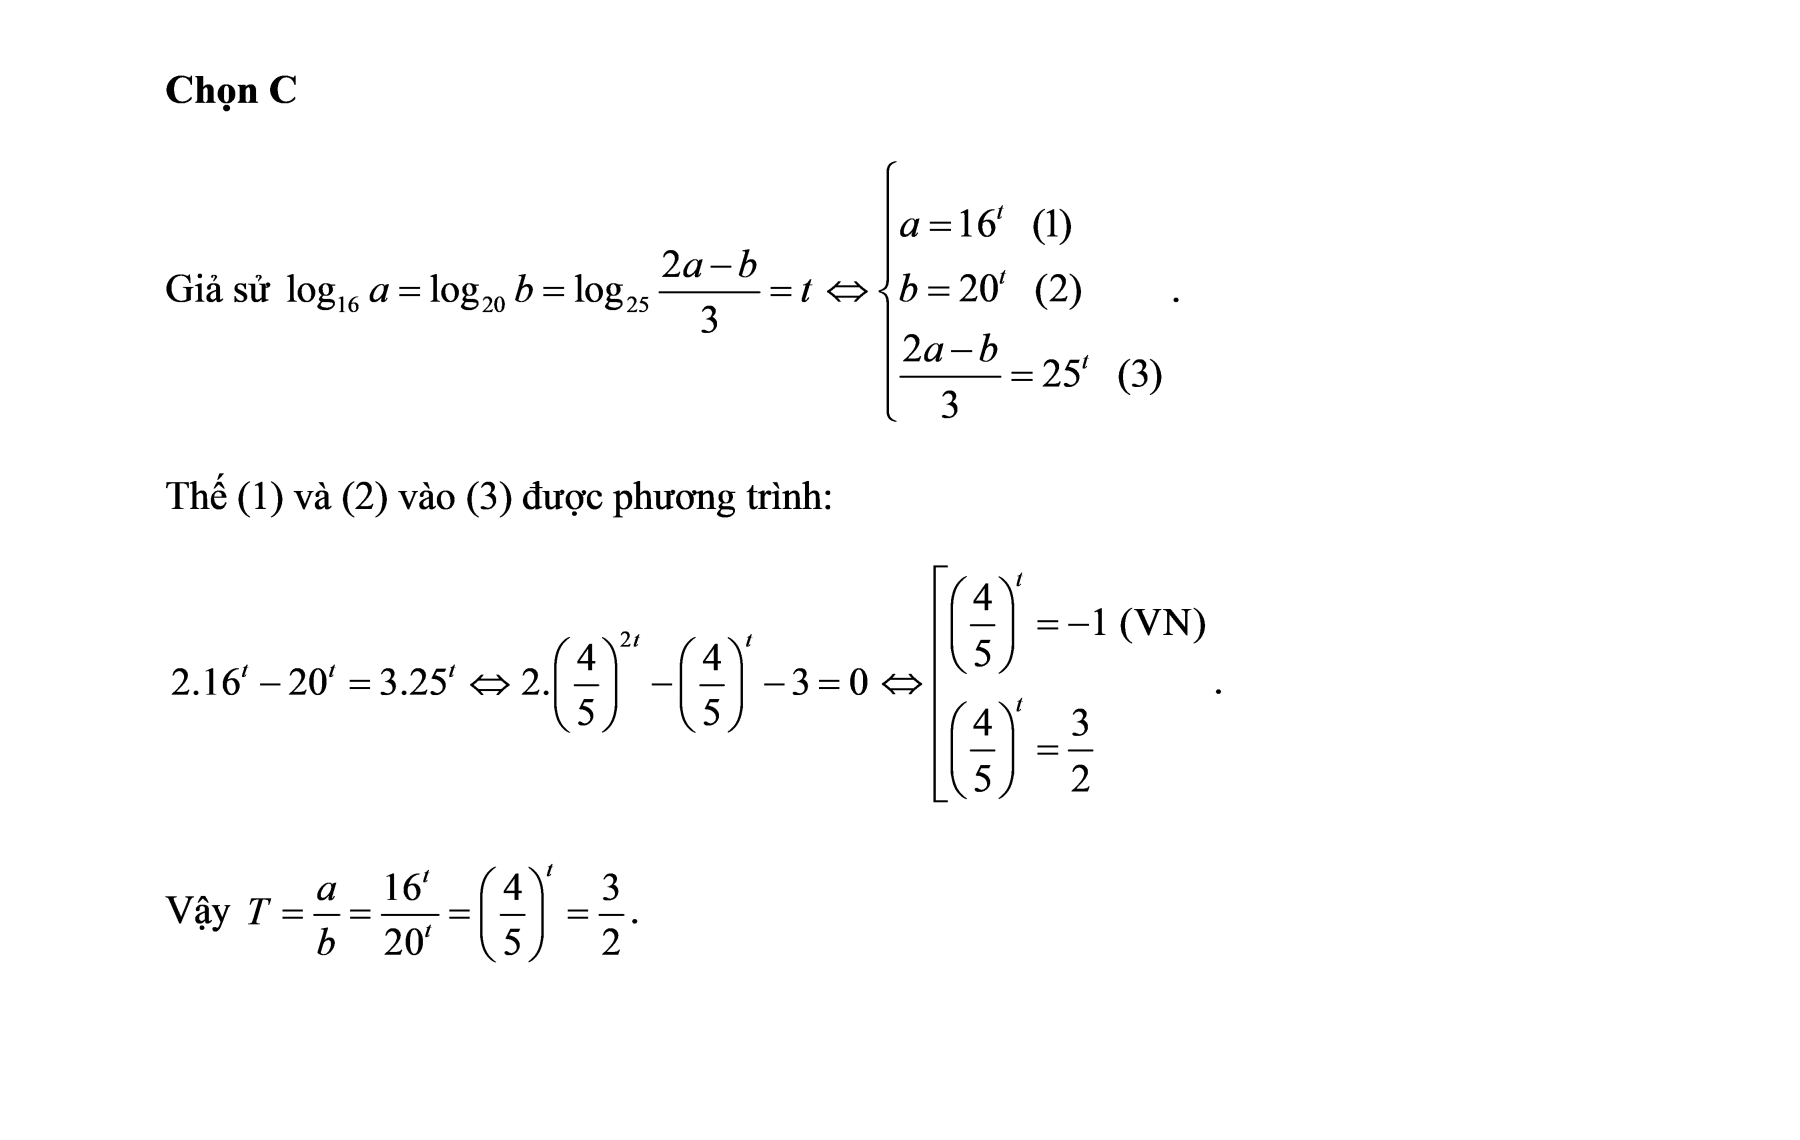 Chọn C
Giả sử $\log_{16} a = \log_{20} b = \log_{25} \frac{2a-b}{3} = t \Leftrightarrow \begin{cases} a = 16^t \quad (1) \\ b = 20^t \quad (2) \\ \frac{2a-b}{3} = 25^t \quad (3) \end{cases}$.
Thế (1) và (2) vào (3) được phương trình:
$2.16^t - 20^t = 3.25^t \Leftrightarrow 2.\left(\frac{4}{5}\right)^{2t} - \left(\frac{4}{5}\right)^t - 3 = 0 \Leftrightarrow \left[\begin{array}{l} \left(\frac{4}{5}\right)^t = -1 \text{ (VN)} \\ \left(\frac{4}{5}\right)^t = \frac{3}{2} \end{array}\right.$.
Vậy $T = \frac{a}{b} = \frac{16^t}{20^t} = \left(\frac{4}{5}\right)^t = \frac{3}{2}$.